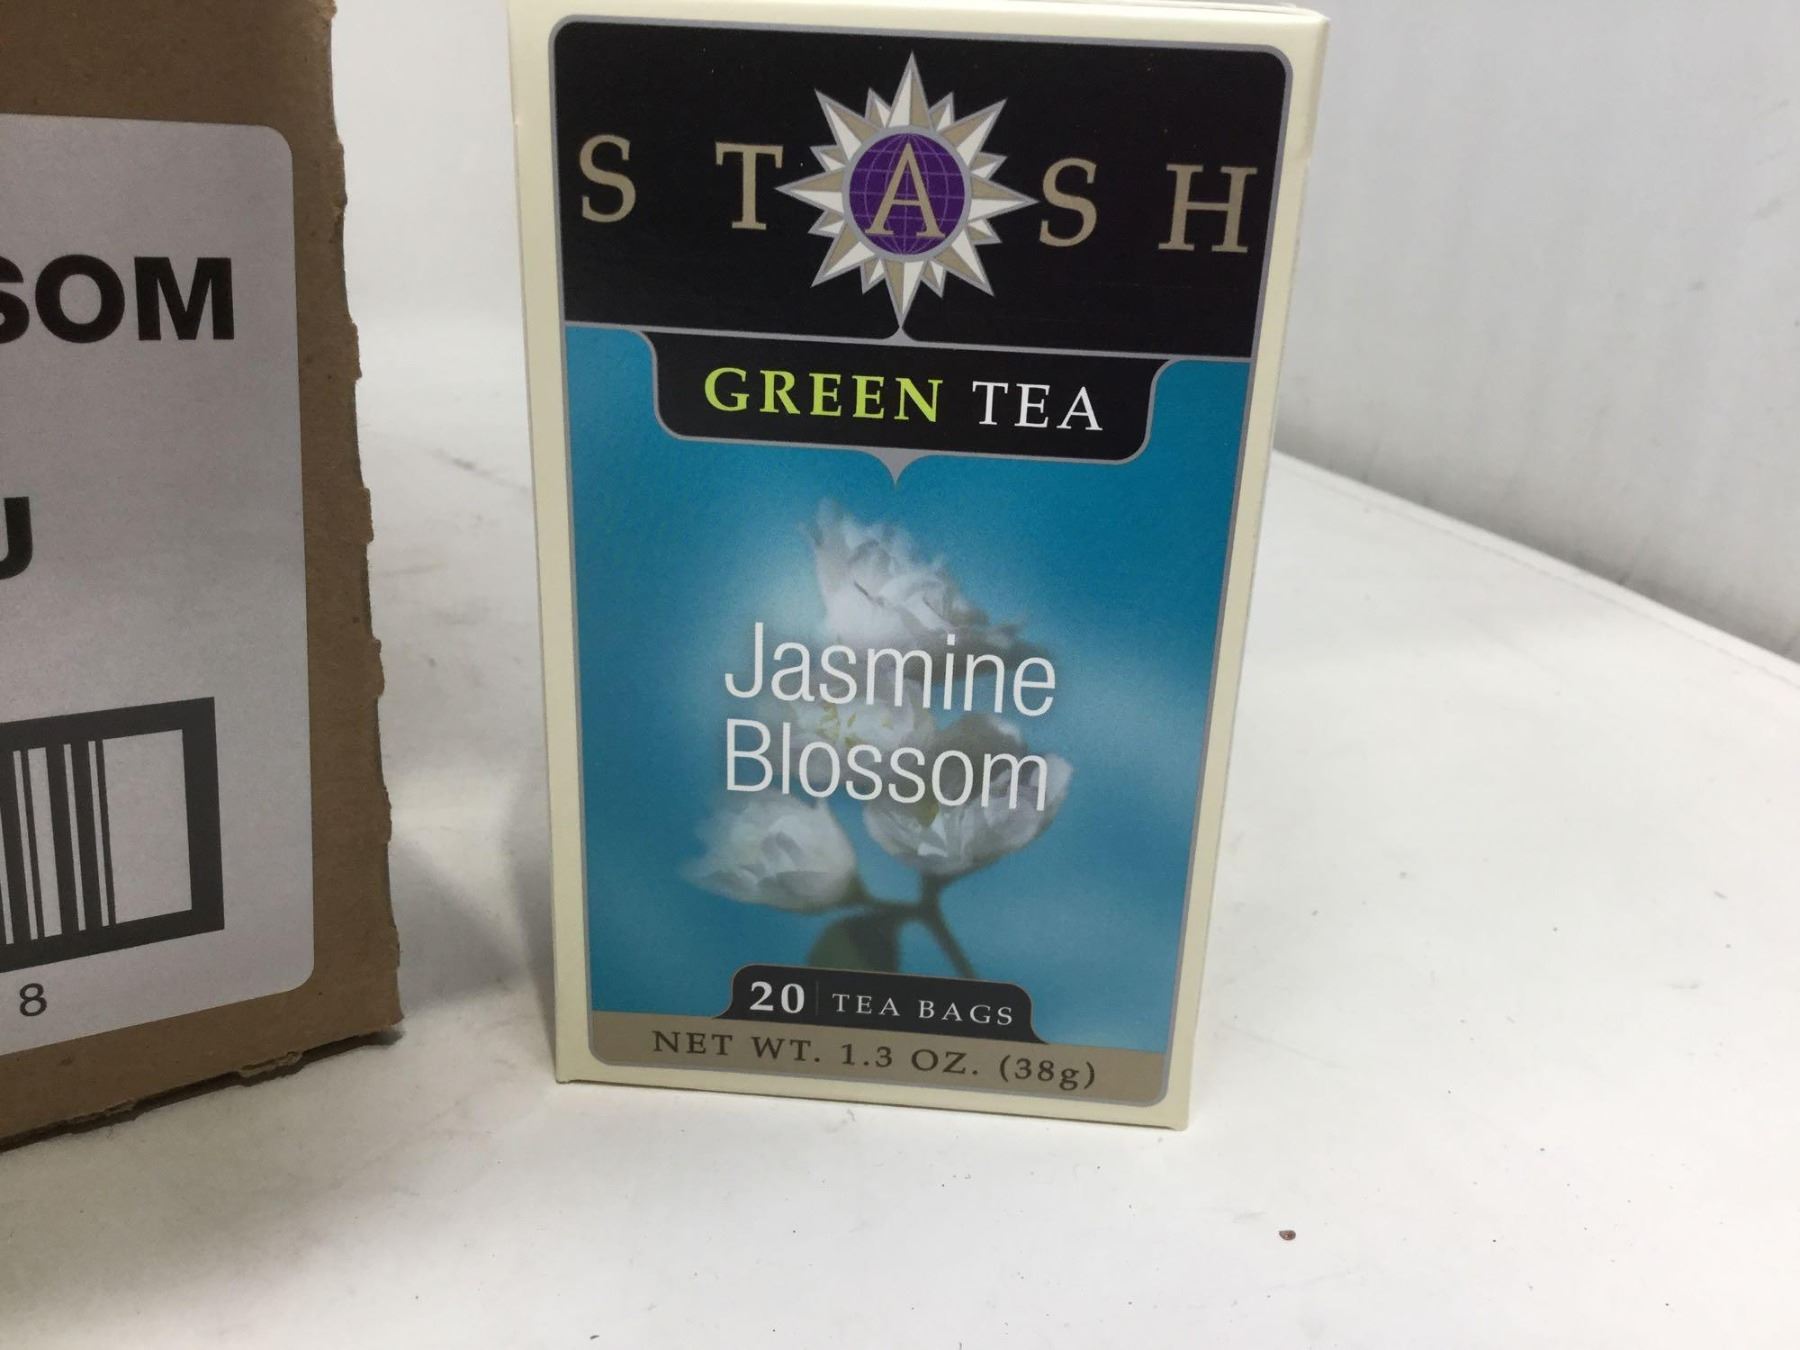 SOM
U
8
STASH
GREEN TEA
Jasmine
Blossom
20 TEA BAGS
NET WT. 1.3 OZ. (38g)